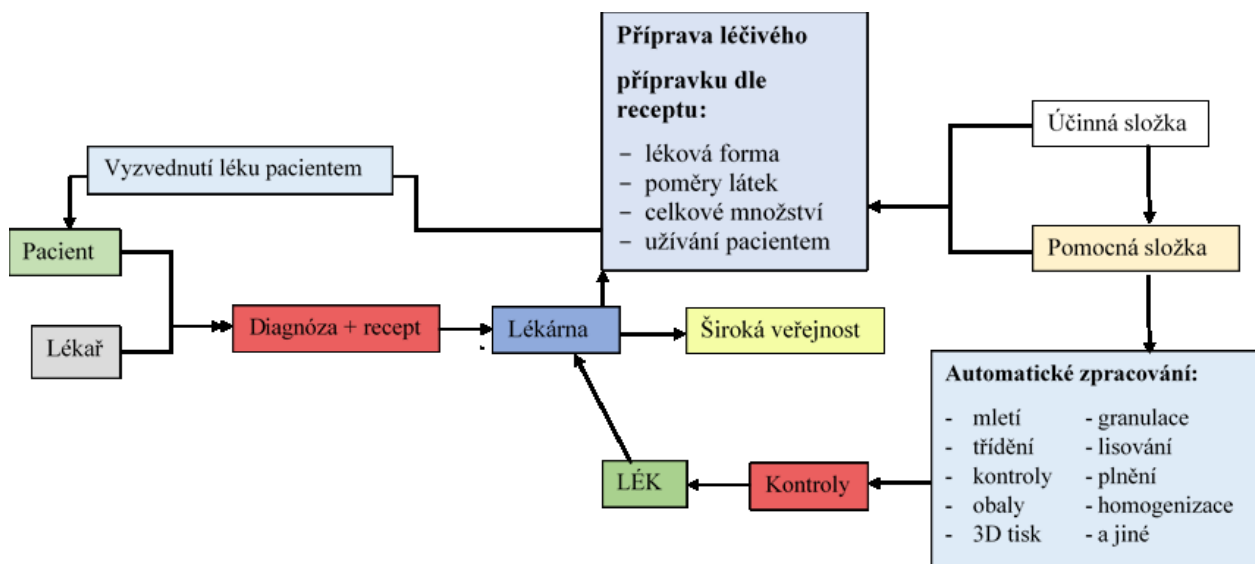 Příprava léčivého
přípravku dle
receptu:
– léková forma
– poměry látek
– celkové množství
– užívání pacientem
Účinná složka
Pomocná složka
Vyzvednutí léku pacientem
Pacient
Lékař
Diagnóza + recept
Lékárna
Široká veřejnost
Automatické zpracování:
- mletí - granulace
- třídění - lisování
- kontroly - plnění
- obaly - homogenizace
- 3D tisk - a jiné
Kontroly
LÉK